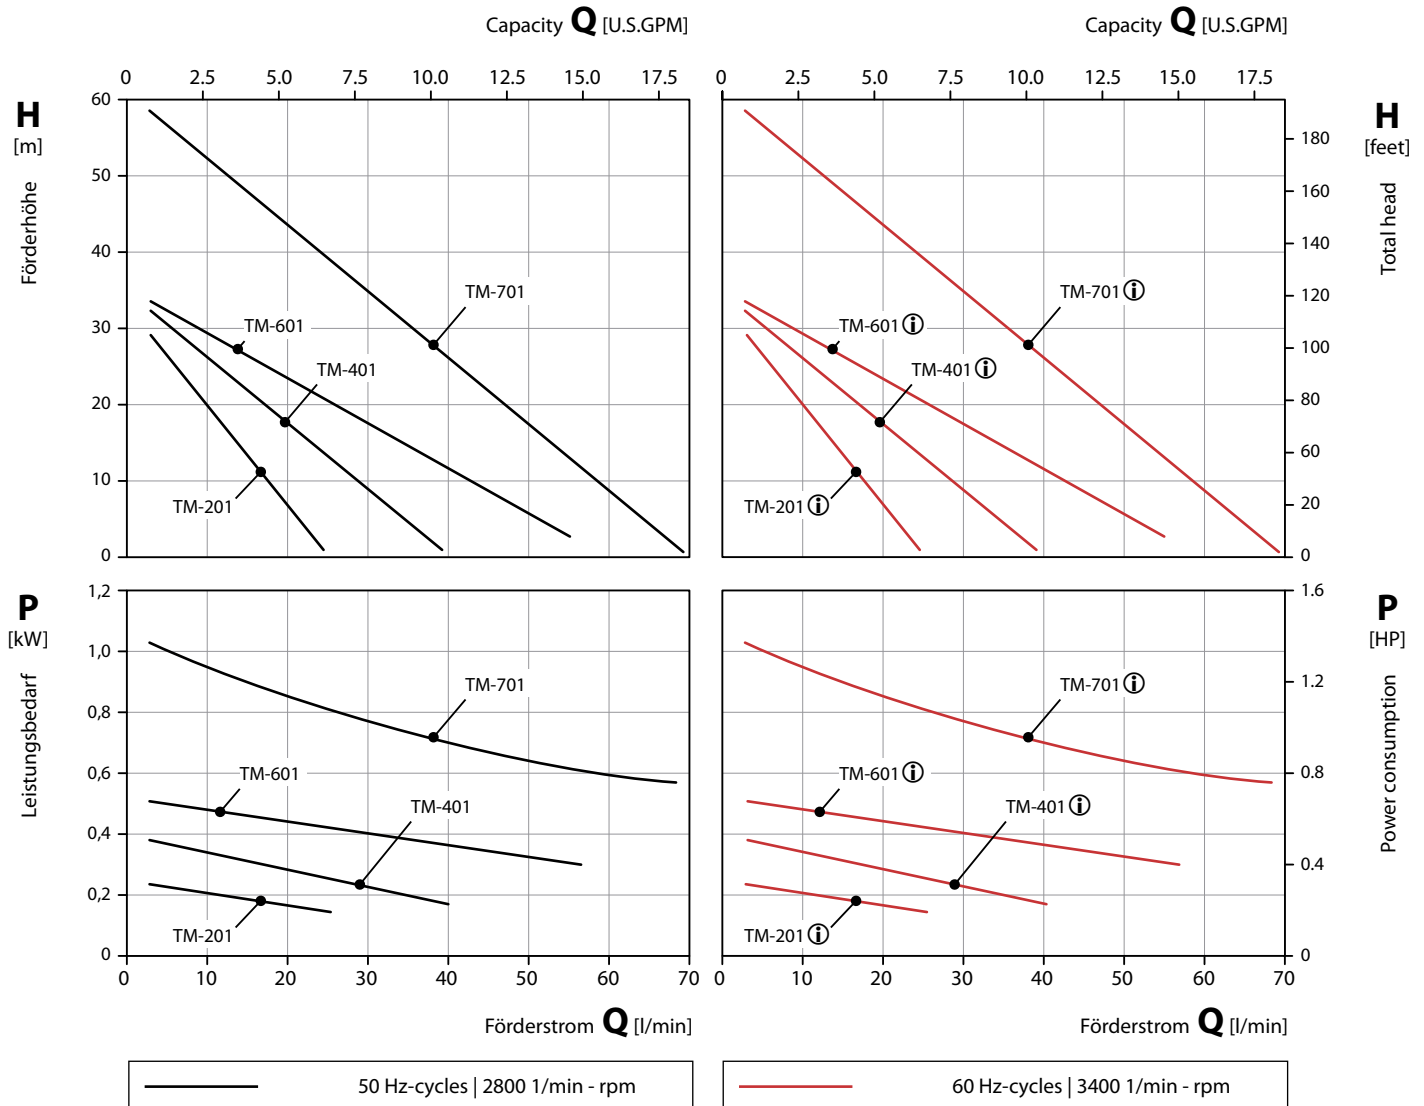 Capacity Q [U.S.GPM]
Capacity Q [U.S.GPM]
0 2.5 5.0 7.5 10.0 12.5 15.0 17.5
0 2.5 5.0 7.5 10.0 12.5 15.0 17.5
H
[m]
Förderhöhe
60
50
40
30
20
10
0
TM-701
TM-601
TM-401
TM-201
TM-701 i
TM-601 i
TM-401 i
TM-201 i
180
160
140
120
100
80
60
20
0
H
[feet]
Total head
P
[kW]
Leistungsbedarf
1,2
1,0
0,8
0,6
0,4
0,2
0
TM-701
TM-601
TM-401
TM-201
TM-701 i
TM-601 i
TM-401 i
TM-201 i
1.6
1.2
0.8
0.4
0
P
[HP]
Power consumption
0 10 20 30 40 50 60 70
0 10 20 30 40 50 60 70
Förderstrom Q [l/min]
Förderstrom Q [l/min]
50 Hz-cycles | 2800 1/min - rpm
60 Hz-cycles | 3400 1/min - rpm